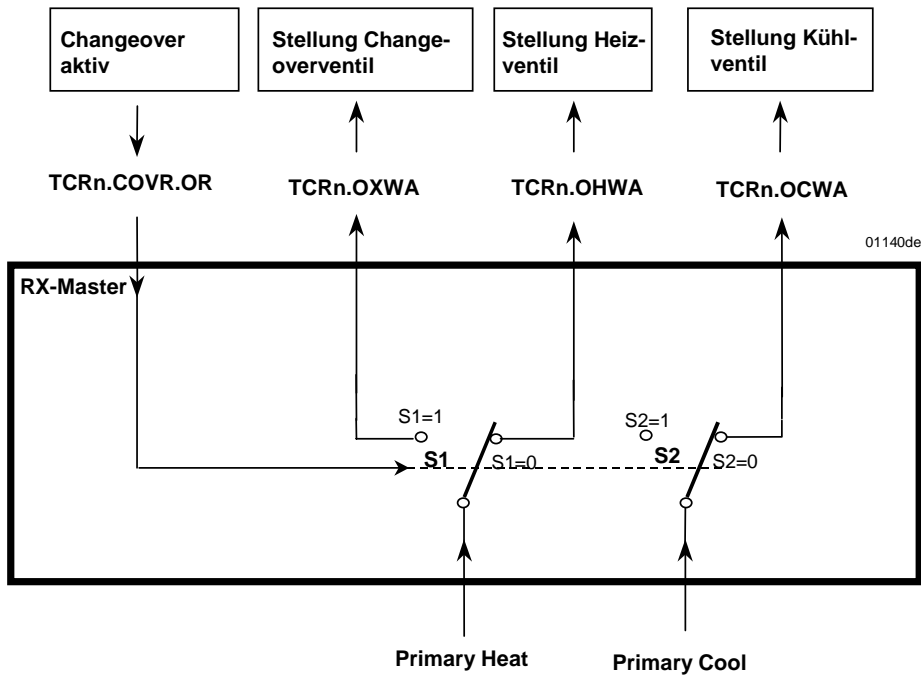 Changeover
aktiv
Stellung Change-
overventil
Stellung Heiz-
ventil
Stellung Kühl-
ventil
TCRn.COVR.OR
TCRn.OXWA
TCRn.OHWA
TCRn.OCWA
01140de
RX-Master
S1=1
S1
S1=0
S2=1
S2
S2=0
Primary Heat
Primary Cool